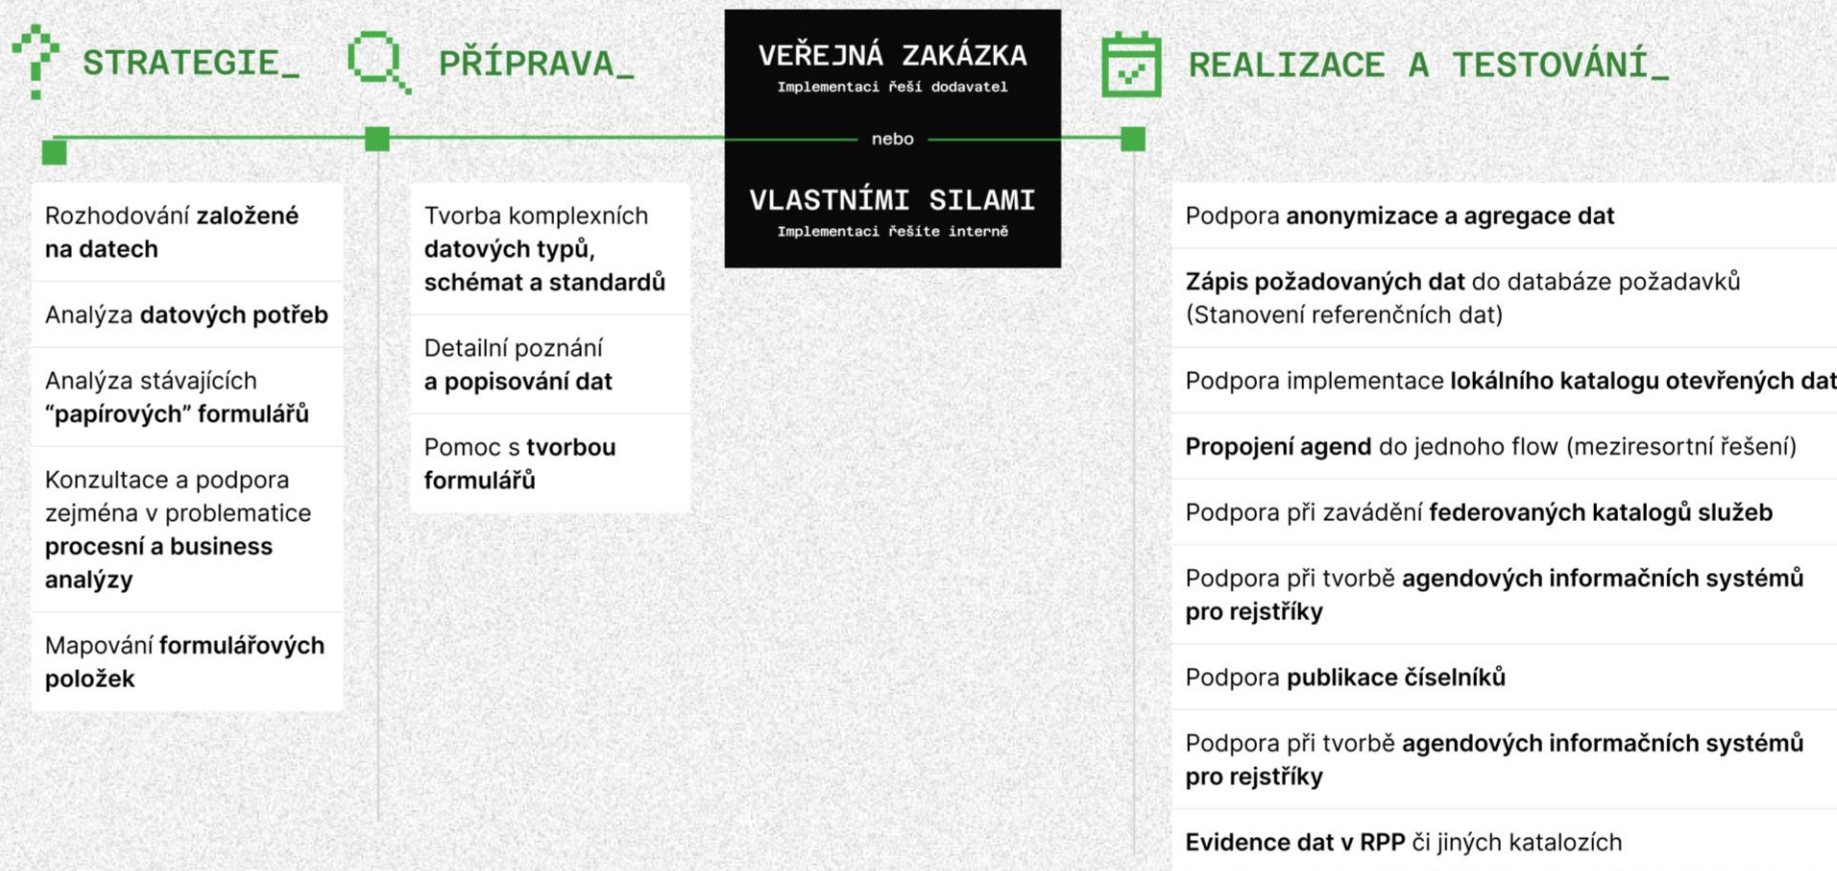 STRATEGIE_
Rozhodování založené
na datech
Analýza datových potřeb
Analýza stávajících
“papírových” formulářů
Konzultace a podpora
zejména v problematice
procesní a business
analýzy
Mapování formulářových
položek
PŘÍPRAVA_
Tvorba komplexních
datových typů,
schémat a standardů
Detailní poznání
a popisování dat
Pomoc s tvorbou
formulářů
VEŘEJNÁ ZAKÁZKA
Implementaci řeší dodavatel
nebo
VLASTNÍMI SILAMI
Implementaci řešíte interně
REALIZACE A TESTOVÁNÍ_
Podpora anonymizace a agregace dat
Zápis požadovaných dat do databáze požadavků
(Stanovení referenčních dat)
Podpora implementace lokálního katalogu otevřených dat
Propojení agend do jednoho flow (meziresortní řešení)
Podpora při zavádění federovaných katalogů služeb
Podpora při tvorbě agendových informačních systémů
pro rejstříky
Podpora publikace číselníků
Podpora při tvorbě agendových informačních systémů
pro rejstříky
Evidence dat v RPP či jiných katalozích